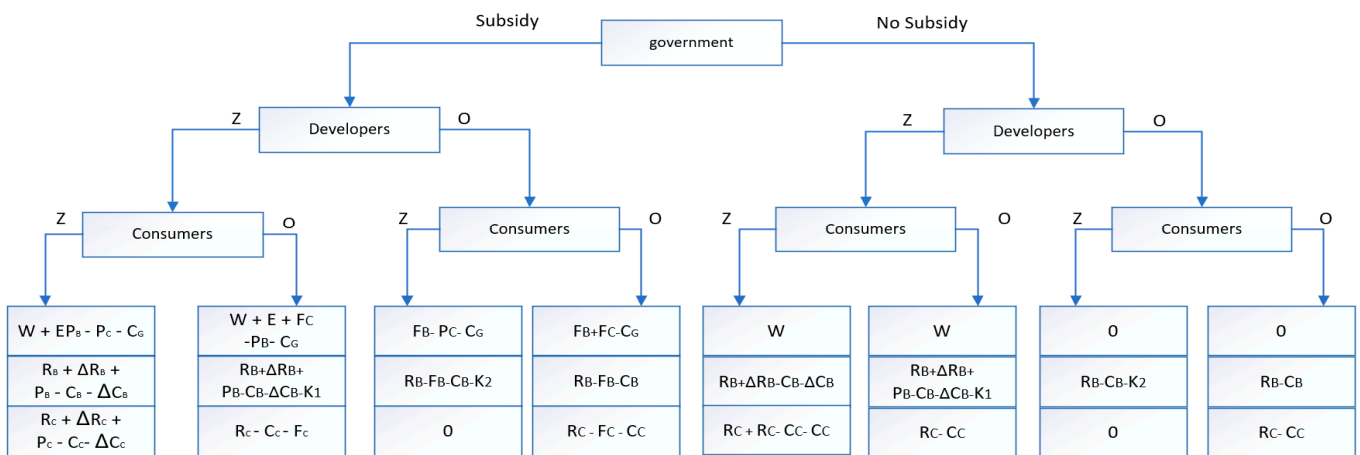 Subsidy
No Subsidy
government
Z
Developers
O
Z
Developers
O
Z
Consumers
O
Z
Consumers
O
Z
Consumers
O
Z
Consumers
O
W + EPB - PC - CG
RB + ΔRB +
PB - CB - ΔCB
RC + ΔRC +
PC - CC- ΔCC
W + E + FC
-PB- CG
RB+ΔRB+
PB-CB-ΔCB-K1
RC - CC - FC
FB- PC- CG
RB-FB-CB-K2
0
FB+FC-CG
RB-FB-CB
RC - FC - CC
W
RB+ΔRB-CB-ΔCB
RC + RC- CC- CC
W
RB+ΔRB+
PB-CB-ΔCB-K1
RC- CC
0
RB-CB-K2
0
0
RB-CB
RC- CC